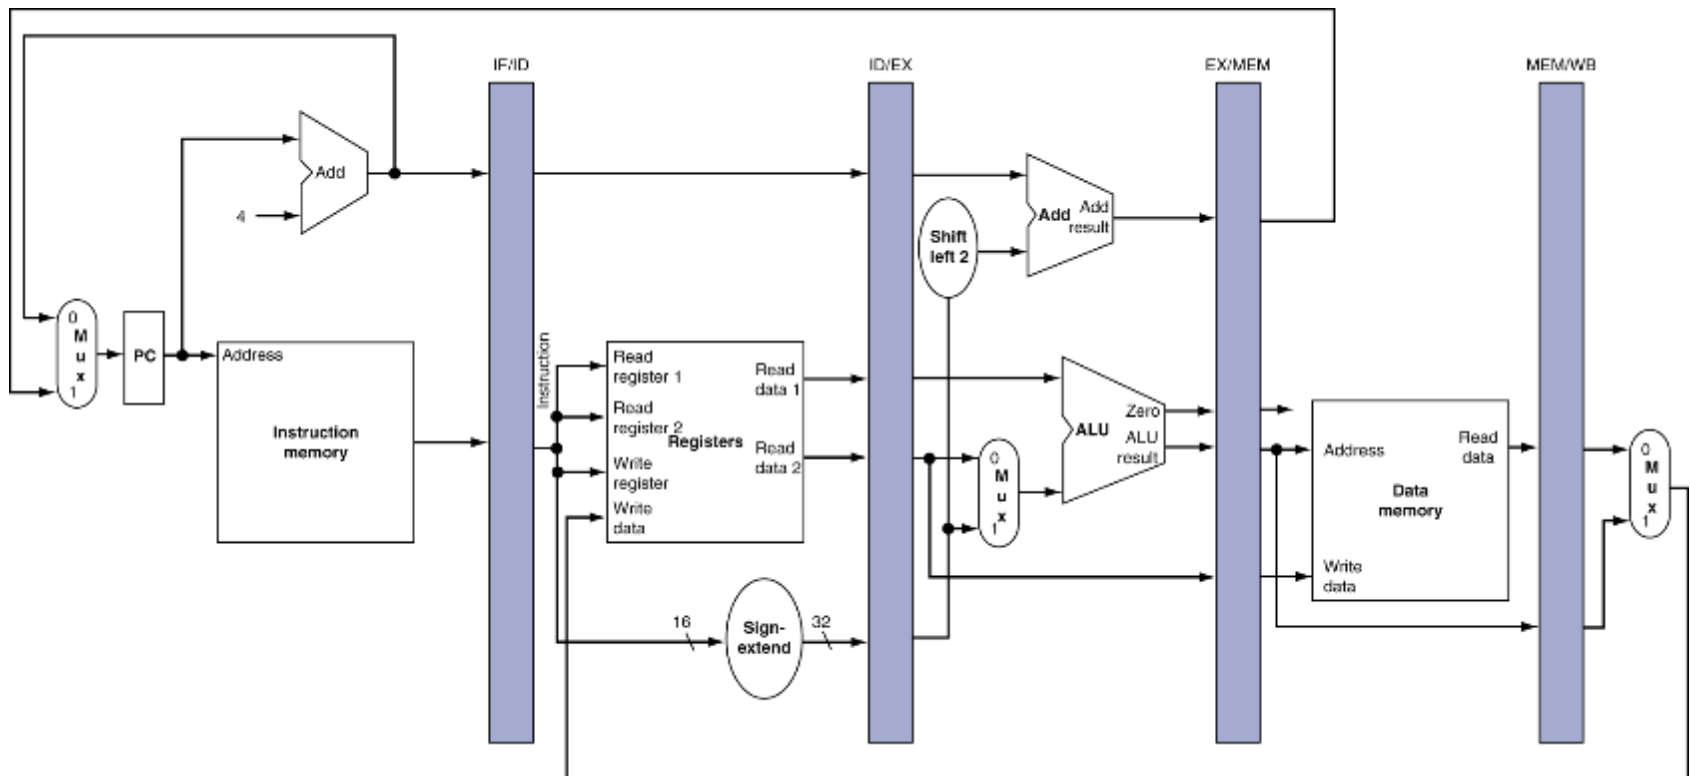 IF/ID
ID/EX
EX/MEM
MEM/WB
Add
4
Add
Add
result
Shift
left 2
0
M
u
x
1
PC
Address
Instruction
memory
Instruction
Read
register 1
Read
register 2
Registers
Write
register
Write
data
Read
data 1
Read
data 2
0
M
u
x
1
ALU
Zero
ALU
result
Address
Read
data
Data
memory
Write
data
0
M
u
x
1
16
Sign-
extend
32